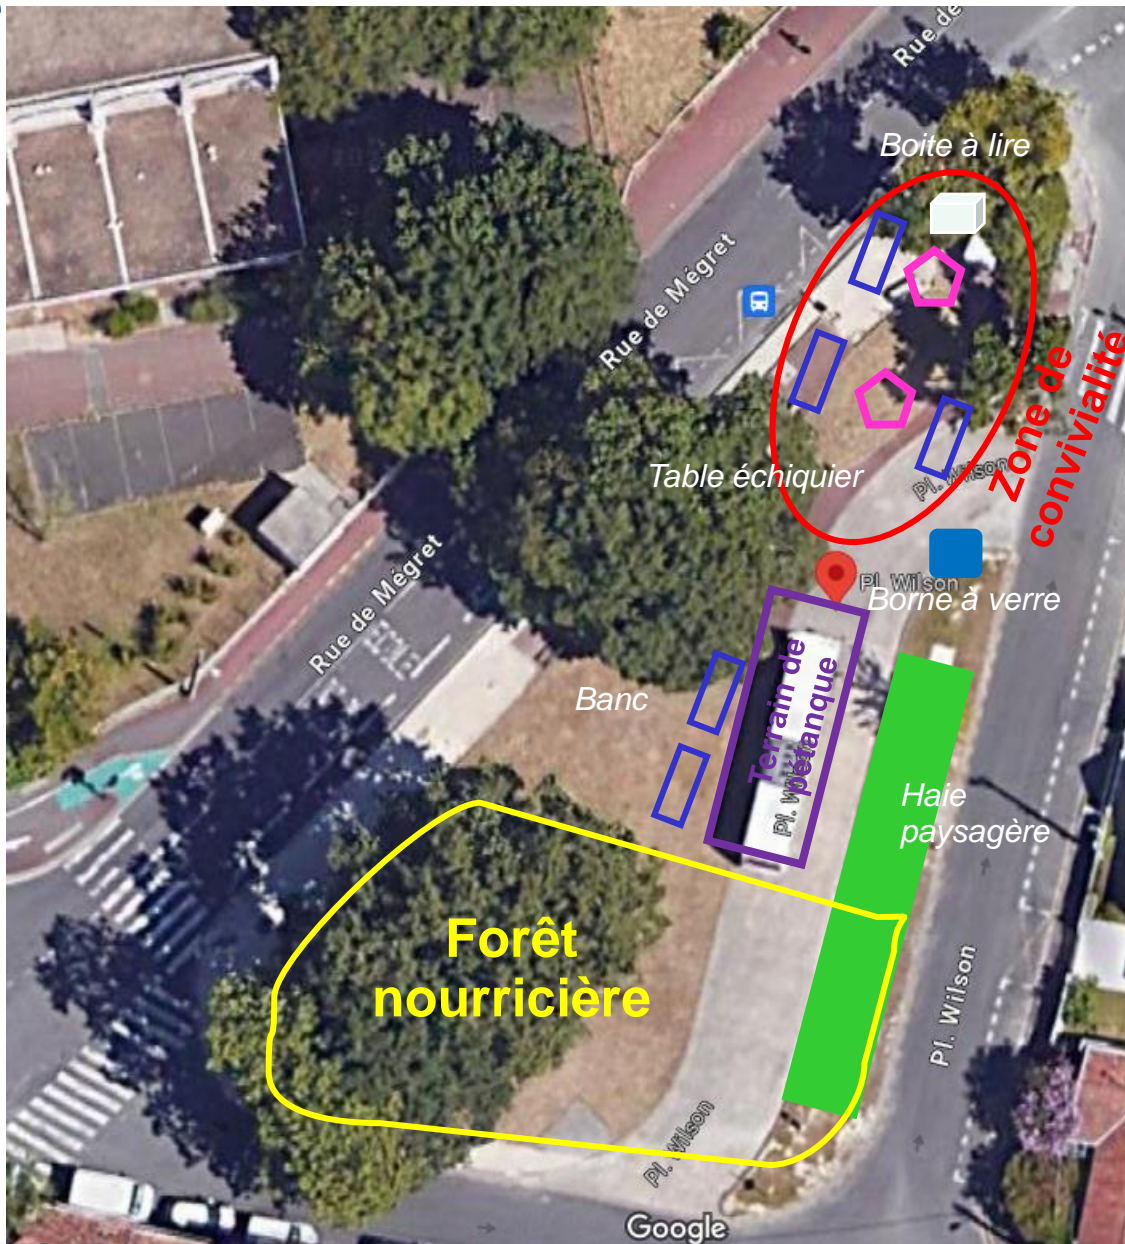 Rue de
Boite à lire
Rue de Mégret
Zone de
convivialité
Table échiquier
Pl. Wilson
Pl. Wilson
Borne à verre
Rue de Mégret
Terrain de
pétanque
Banc
Pl. Wilson
Haie
paysagère
Forêt
nourricière
Pl. Wilson
Pl. Wilson
Google